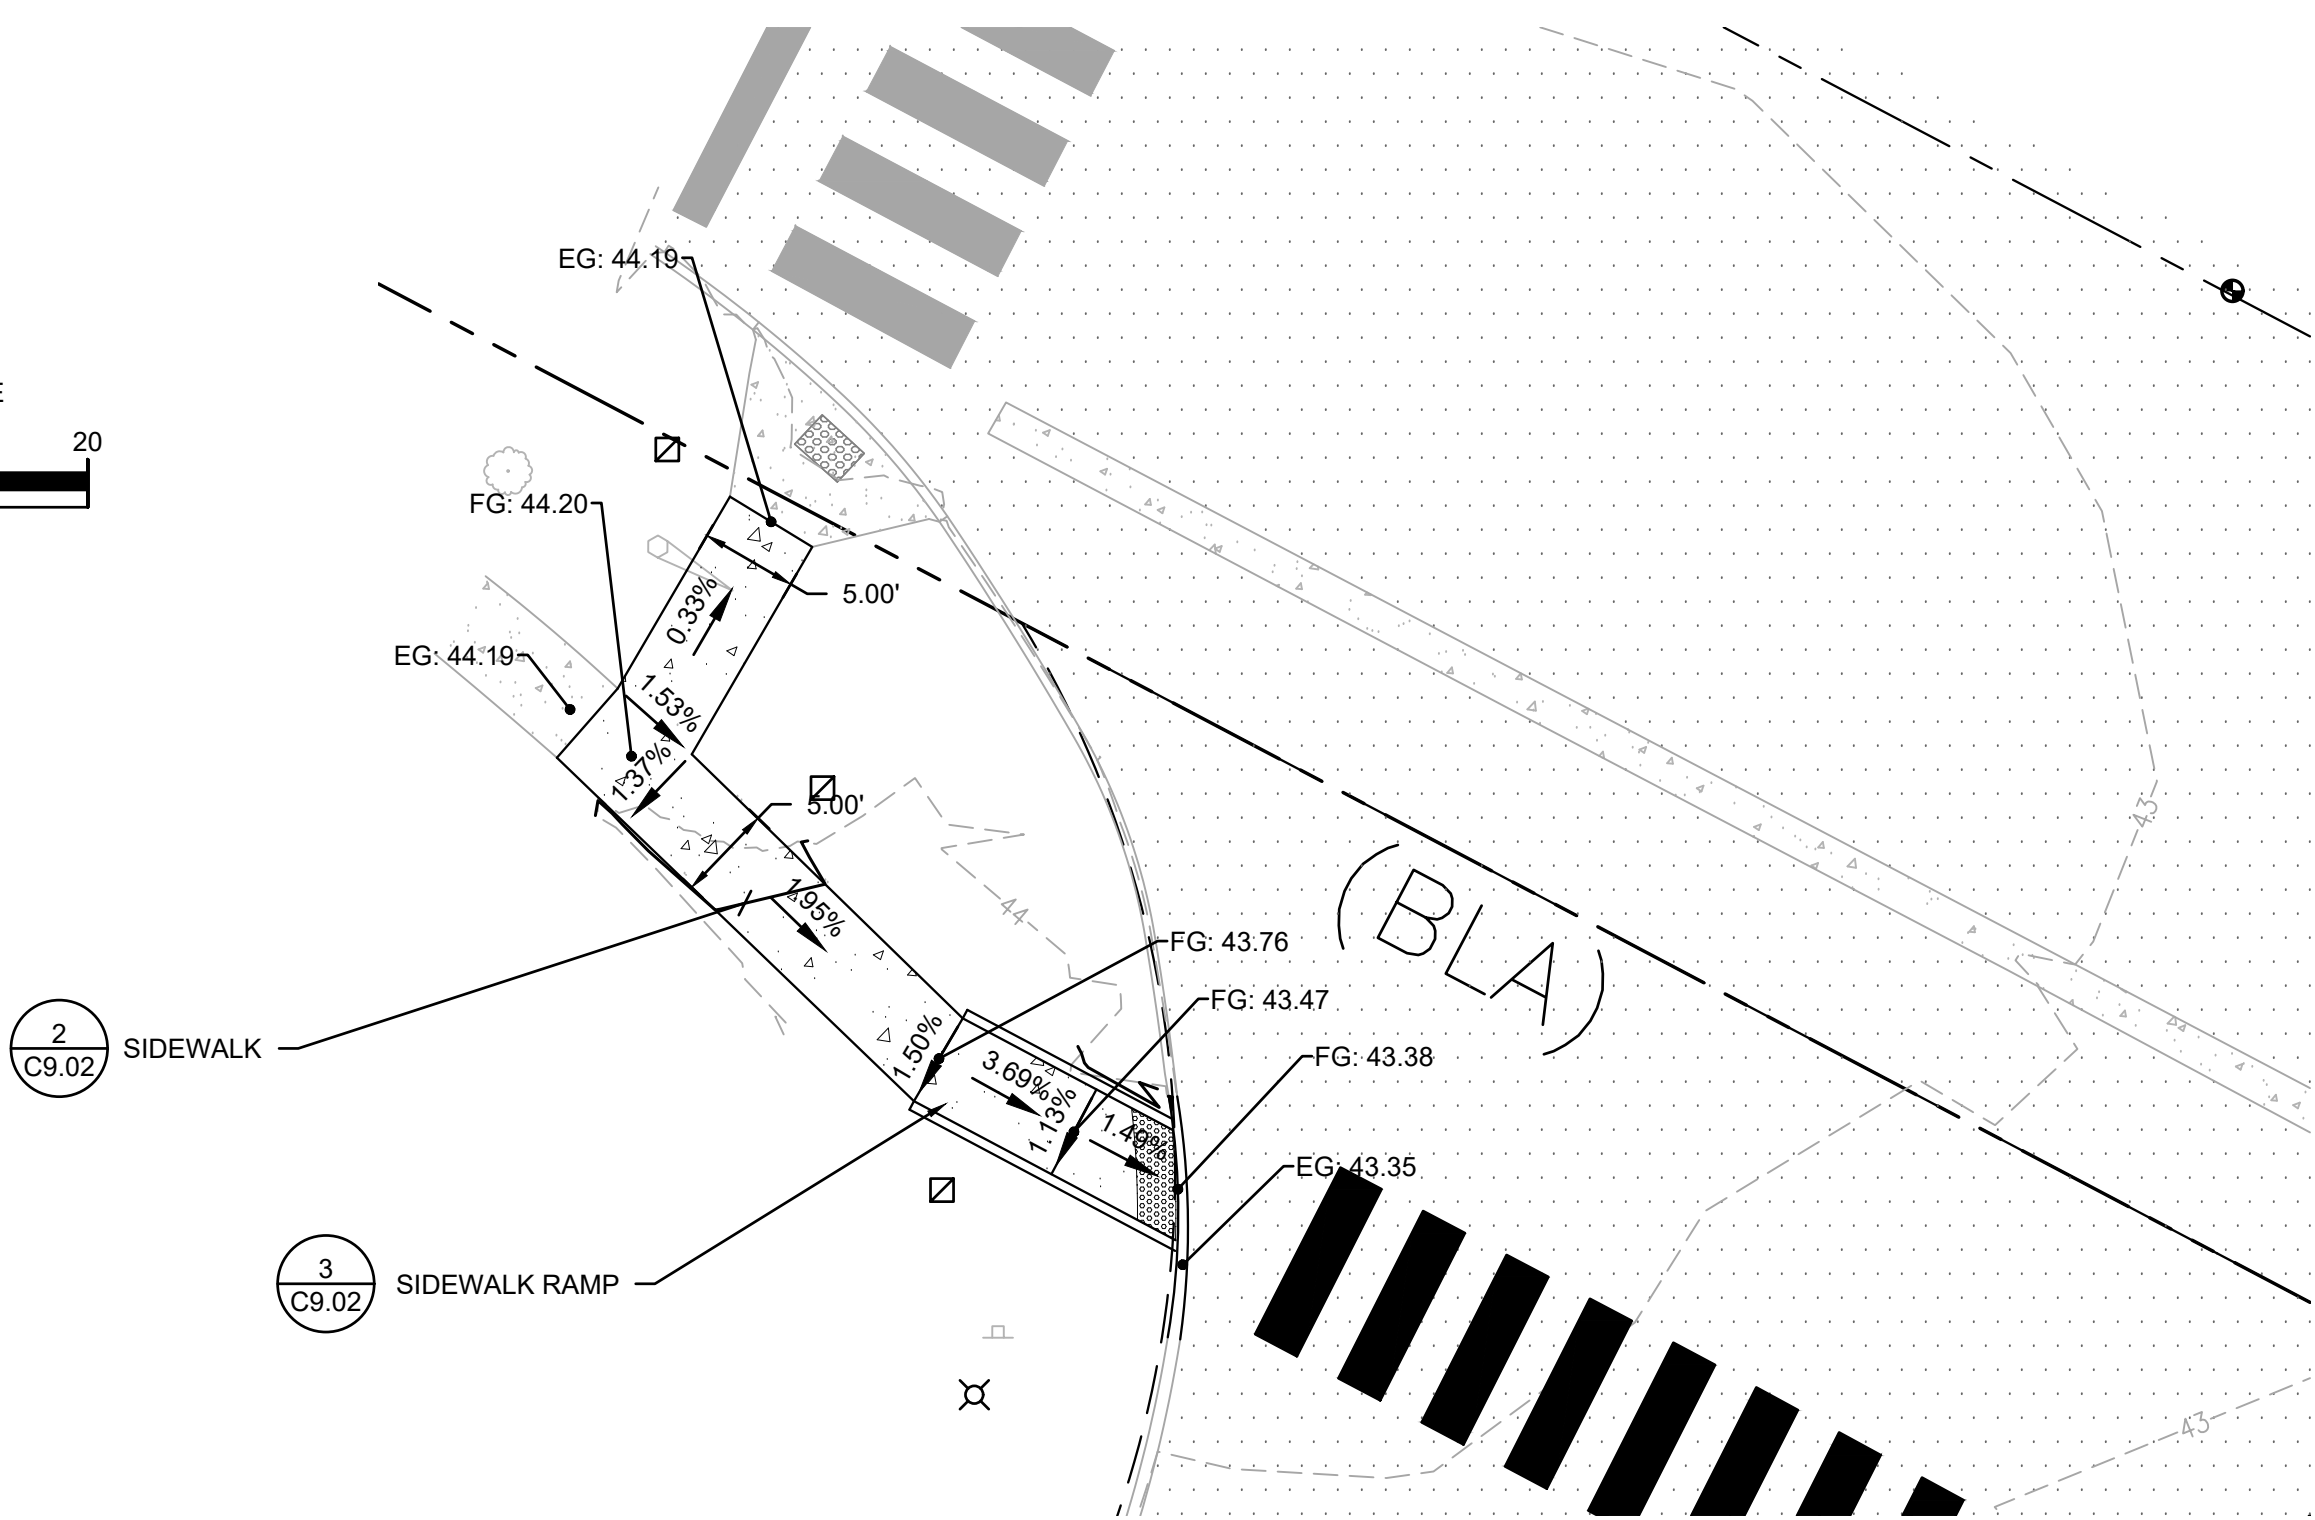 EG: 44.19
E
20
FG: 44.20
5.00'
0.33%
EG: 44.19
1.53%
1.37%
5.00'
43
1.95%
44
(BLA)
FG: 43.76
FG: 43.47
2
C9.02
SIDEWALK
1.50%
3.69%
1.13%
1.49%
FG: 43.38
EG: 43.35
3
C9.02
SIDEWALK RAMP
43